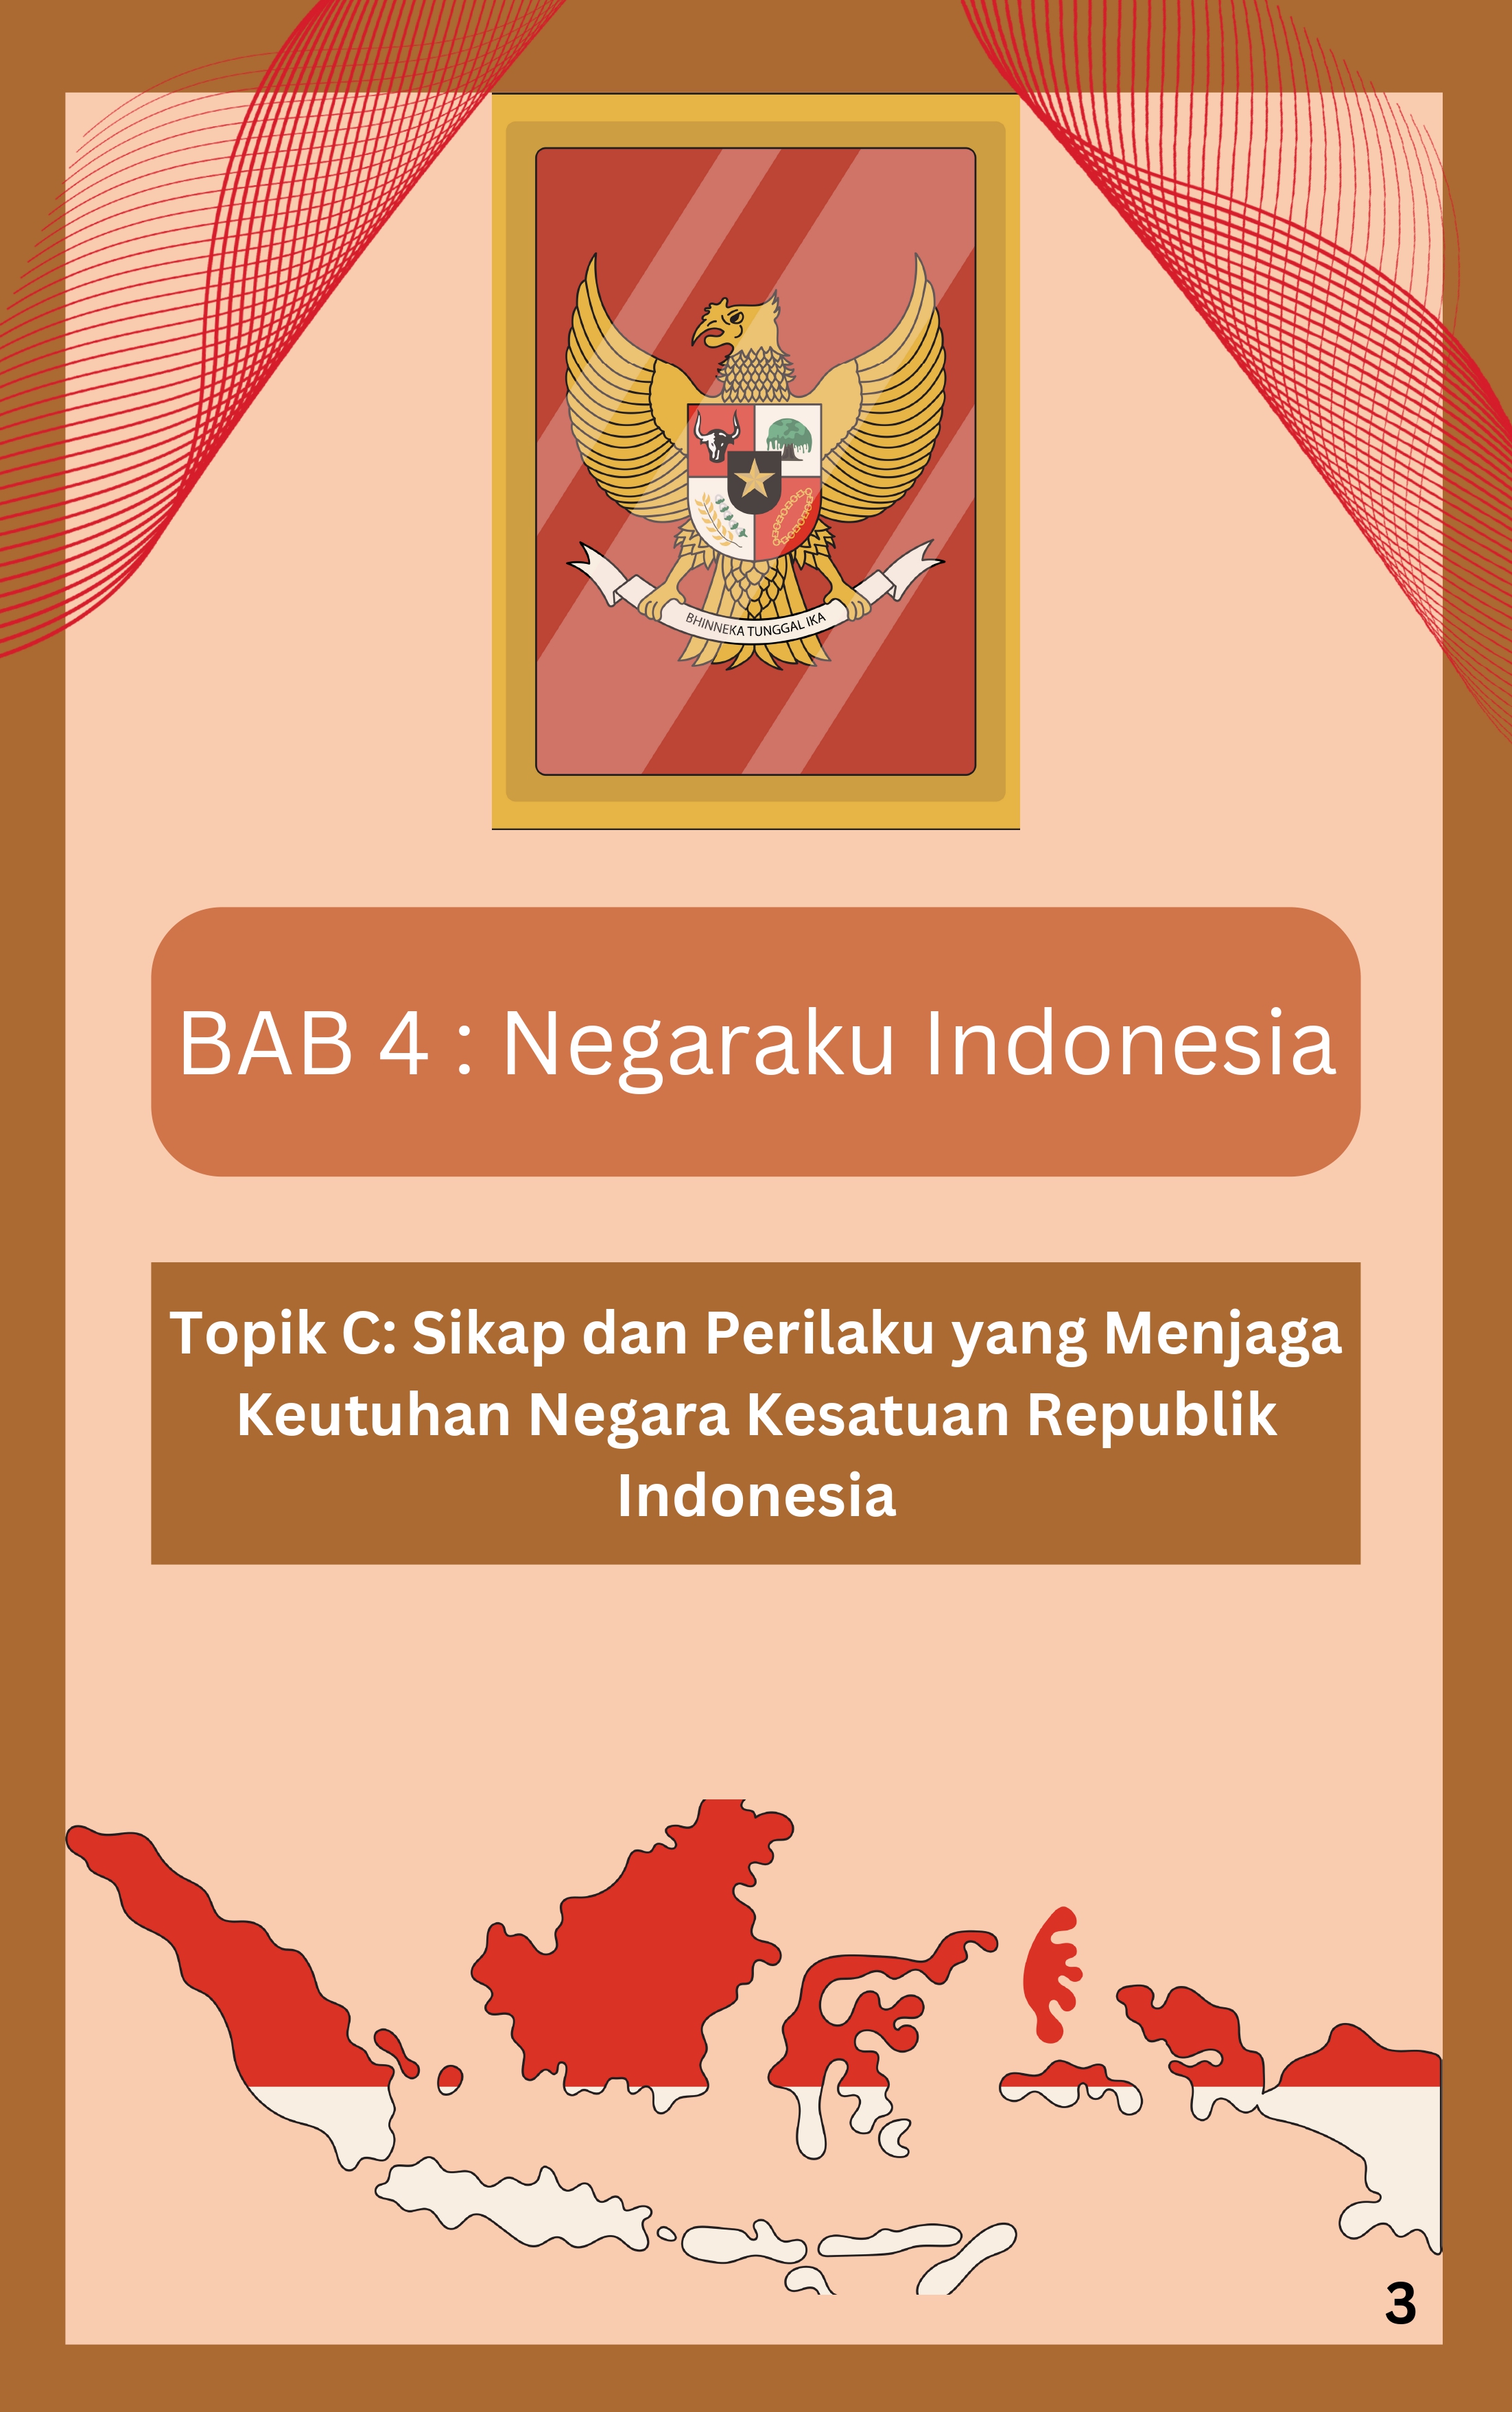 BHINNEKA TUNGGAL IKA
BAB 4 : Negaraku Indonesia
Topik C: Sikap dan Perilaku yang Menjaga
Keutuhan Negara Kesatuan Republik
Indonesia
3